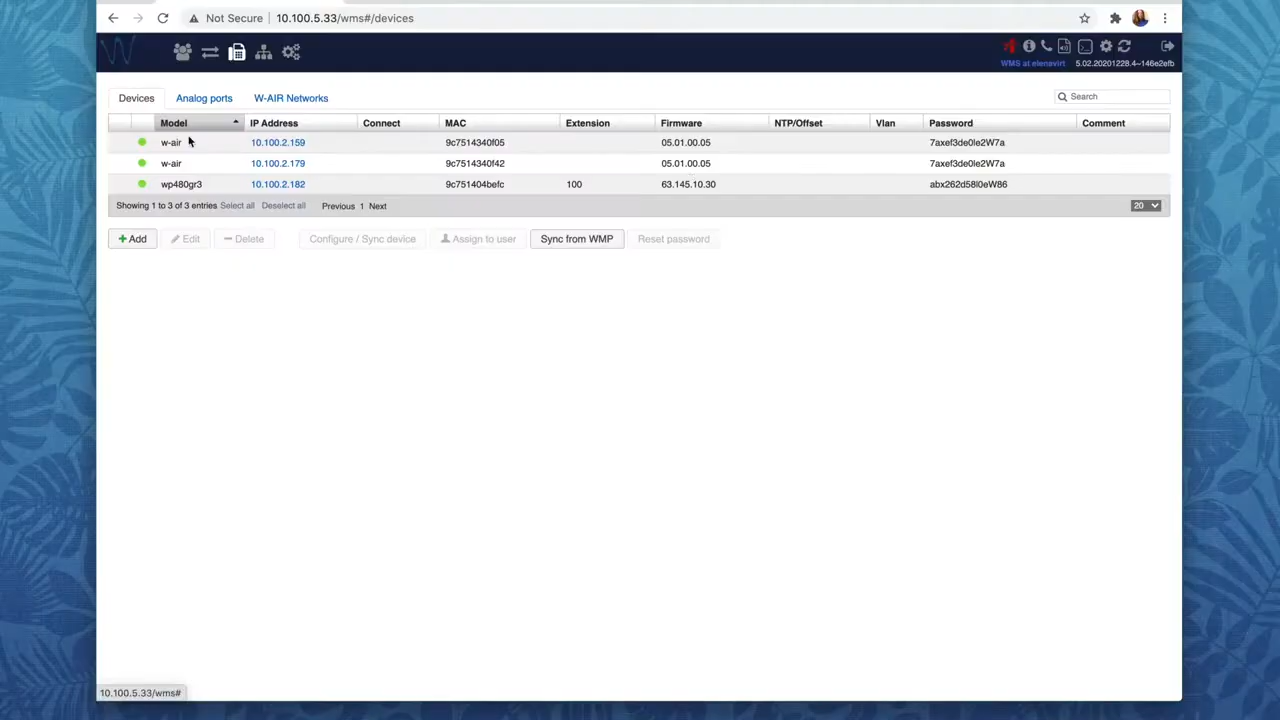 Not Secure 10.100.5.33/wms#/devices
WMS at elenavirt 5.02.20201228.4~146e2efb
Devices Analog ports W-AIR Networks Search
Model IP Address Connect MAC Extension Firmware NTP/Offset Vlan Password Comment
w-air 10.100.2.159 9c7514340f05 05.01.00.05 7axef3de0le2W7a
w-air 10.100.2.179 9c7514340f42 05.01.00.05 7axef3de0le2W7a
wp480gr3 10.100.2.182 9c751404befc 100 63.145.10.30 abx262d58l0eW86
Showing 1 to 3 of 3 entries Select all Deselect all Previous 1 Next 20
+ Add Edit − Delete Configure / Sync device Assign to user Sync from WMP Reset password
10.100.5.33/wms#